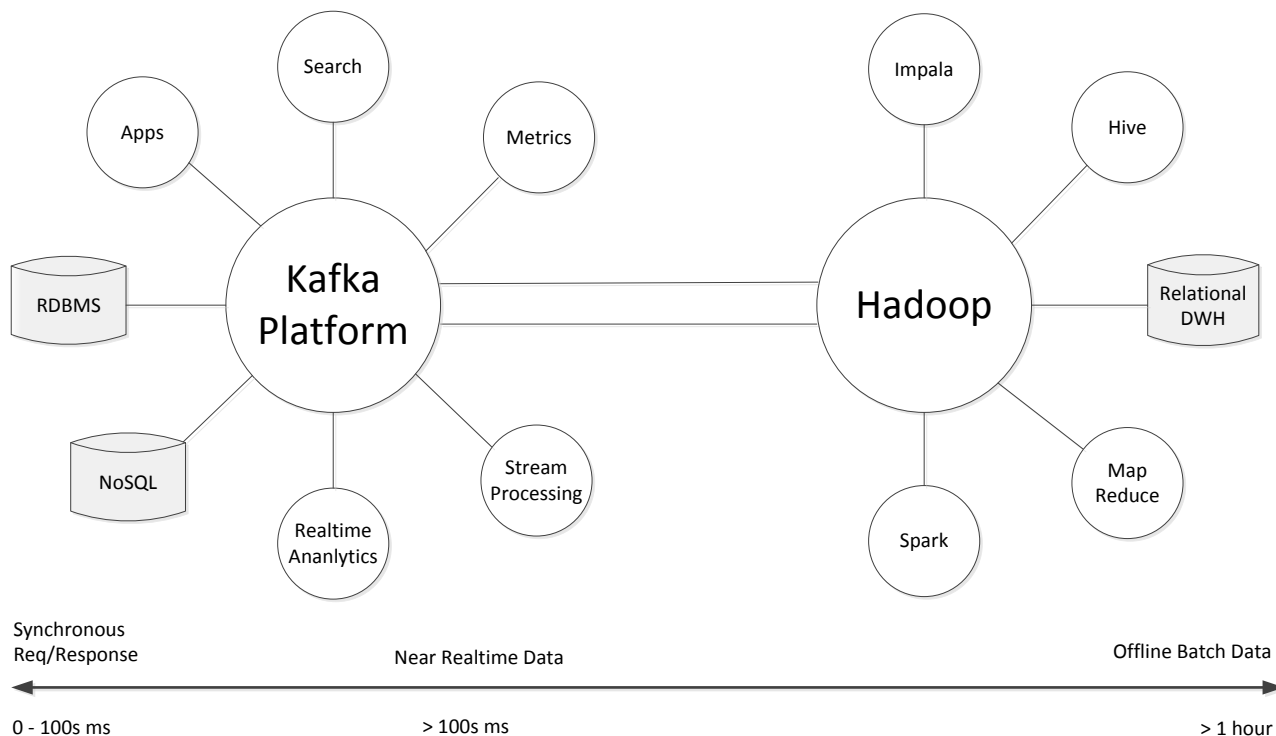 Search
Impala
Apps
Metrics
Hive
Kafka
Platform
Hadoop
RDBMS
Relational
DWH
NoSQL
Stream
Processing
Map
Reduce
Realtime
Ananlytics
Spark
Synchronous
Req/Response
Near Realtime Data
Offline Batch Data
0 - 100s ms
> 100s ms
> 1 hour